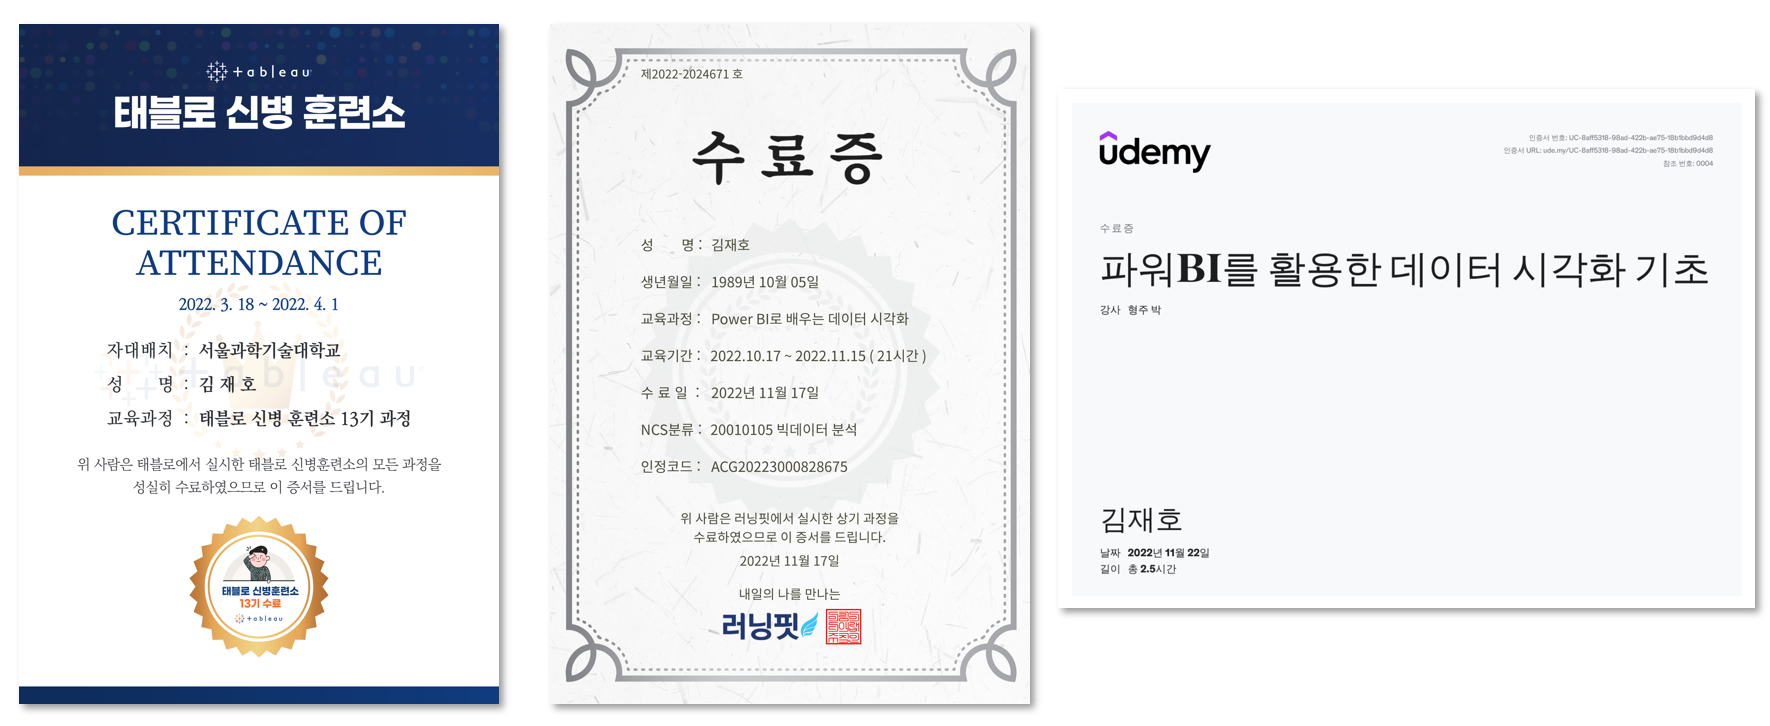 tableau
태블로 신병 훈련소
CERTIFICATE OF
ATTENDANCE
2022. 3. 18 ~ 2022. 4. 1
자대배치 : 서울과학기술대학교
성 명 : 김 재 호
교육과정 : 태블로 신병 훈련소 13기 과정
위 사람은 태블로에서 실시한 태블로 신병훈련소의 모든 과정을
성실히 수료하였으므로 이 증서를 드립니다.
태블로 신병훈련소
13기 수료
tableau
제2022-2024671 호
수 료 증
성 명 : 김재호
생년월일 : 1989년 10월 05일
교육과정 : Power BI로 배우는 데이터 시각화
교육기간 : 2022.10.17 ~ 2022.11.15 ( 21시간 )
수 료 일 : 2022년 11월 17일
NCS분류 : 20010105 빅데이터 분석
인정코드 : ACG20223000828675
위 사람은 러닝핏에서 실시한 상기 과정을
수료하였으므로 이 증서를 드립니다.
2022년 11월 17일
내일의 나를 만나는
러닝핏
udemy
인증서 번호: UC-8aff5318-98ad-422b-ae75-18b1bbd9d4d8
인증서 URL: ude.my/UC-8aff5318-98ad-422b-ae75-18b1bbd9d4d8
참조 번호: 0004
수료증
파워BI를 활용한 데이터 시각화 기초
강사 형주 박
김재호
날짜 2022년 11월 22일
길이 총 2.5시간